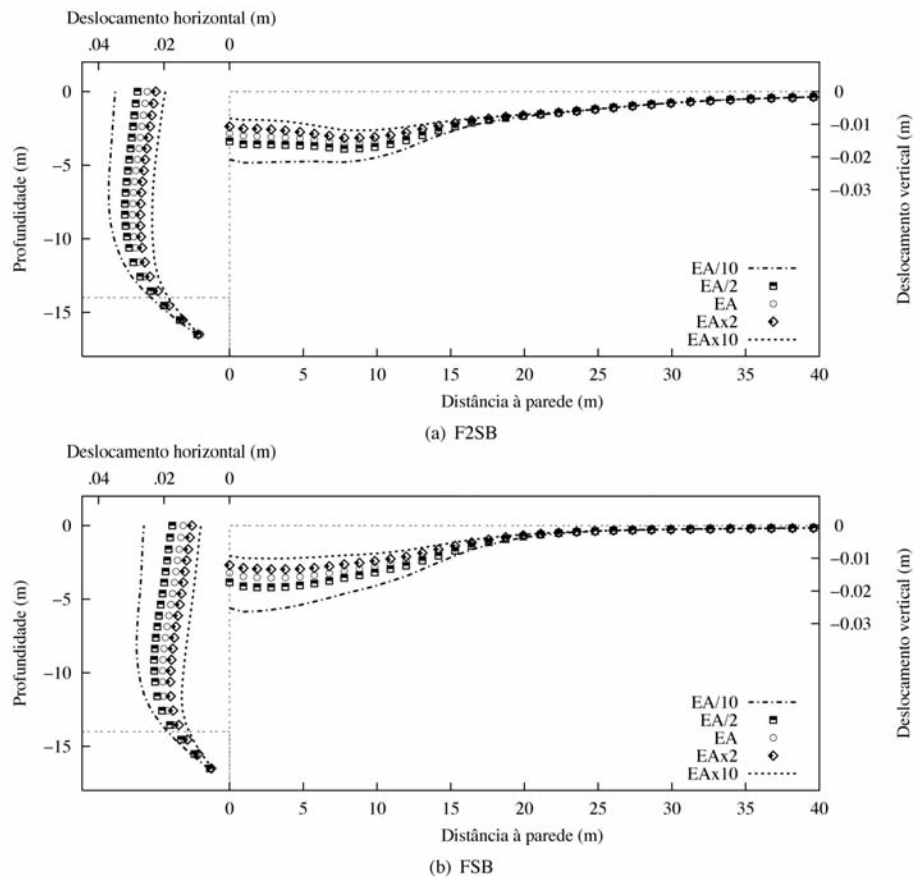 Deslocamento horizontal (m)
.04 .02 0
0
-5
-10
-15
Profundidade (m)
0
-0.01
-0.02
-0.03
Deslocamento vertical (m)
EA/10
EA/2
EA
EAx2
EAx10
0 5 10 15 20 25 30 35 40
Distância à parede (m)
(a) F2SB
Deslocamento horizontal (m)
.04 .02 0
0
-5
-10
-15
Profundidade (m)
0
-0.01
-0.02
-0.03
Deslocamento vertical (m)
EA/10
EA/2
EA
EAx2
EAx10
0 5 10 15 20 25 30 35 40
Distância à parede (m)
(b) FSB